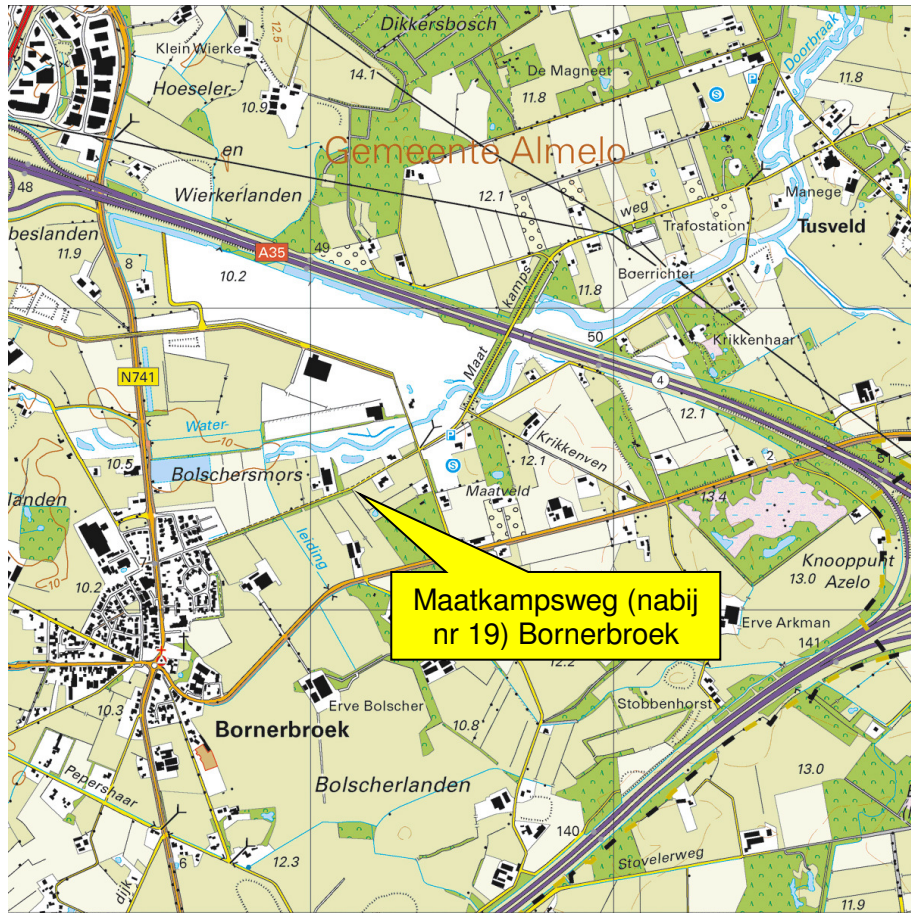 Dikkersbosch
Klein Wierke
12.5
Hoeseler-
10.9
14.1
De Magneet
11.8
S
P
Doorbraak
11.8
en
Gemeente Almelo
Wierkerlanden
48
12.1
weg
Trafostation
Manege
Tusveld
beslanden
11.9
8
A35
49
10.2
Boerrichter
11.8
kamps
Maat
50
Krikkenhaar
4
N741
12.1
Water-
10
10.5
Bolschersmors
P
S
12.1
Krikkenven
2
51
landen
Maatveld
13.4
leiding
10
7
10.2
Knooppunt
Azelo
13.0
Maatkampsweg (nabij
nr 19) Bornerbroek
Erve Arkman
141
12.2
10.3
Erve Bolscher
Stobbenhorst
Bornerbroek
10.8
Bolscherlanden
13.0
Pepershaar
140
6
12.3
dijk
Stovelerweg
11.9